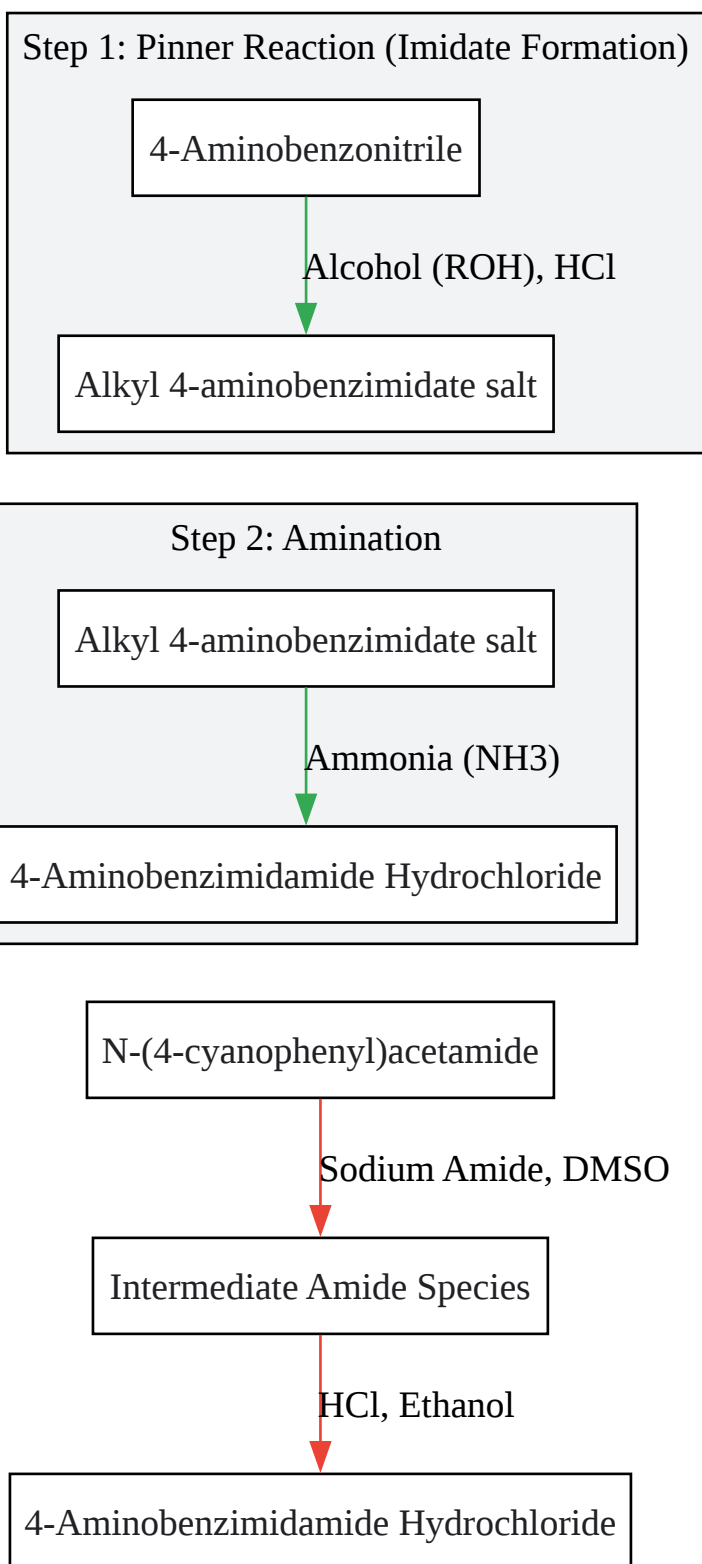 Step 1: Pinner Reaction (Imidate Formation)
4-Aminobenzonitrile
Alcohol (ROH), HCl
Alkyl 4-aminobenzimidate salt
Step 2: Amination
Alkyl 4-aminobenzimidate salt
Ammonia (NH3)
4-Aminobenzimidamide Hydrochloride
N-(4-cyanophenyl)acetamide
Sodium Amide, DMSO
Intermediate Amide Species
HCl, Ethanol
4-Aminobenzimidamide Hydrochloride